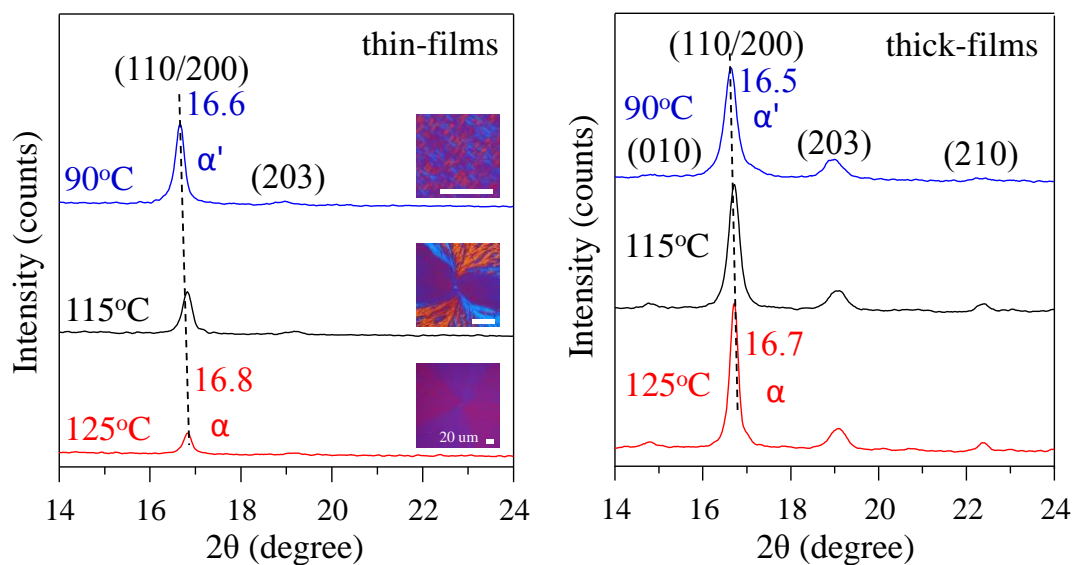 thin-films
(110/200)
16.6
α'
90°C
(203)
115°C
16.8
α
125°C
20 um
Intensity (counts)
14 16 18 20 22 24
2θ (degree)
thick-films
(110/200)
16.5
90°C
α'
(010)
(203)
(210)
115°C
16.7
125°C
α
Intensity (counts)
14 16 18 20 22 24
2θ (degree)